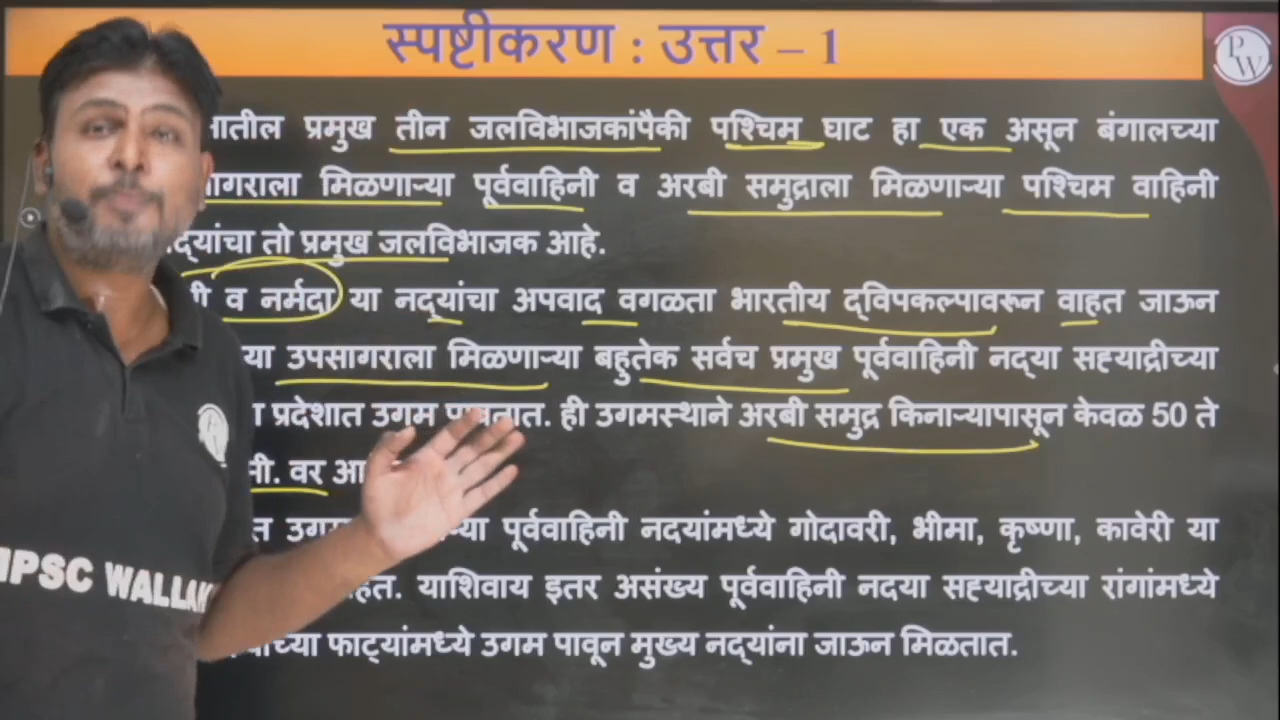 स्पष्टीकरण : उत्तर – 1
PW
प्रमुख तीन जलविभाजकांपैकी पश्चिम घाट हा एक असून बंगालच्या
मिळणाऱ्या पूर्ववाहिनी व अरबी समुद्राला मिळणाऱ्या पश्चिम वाहिनी
तो प्रमुख जलविभाजक आहे.
व नर्मदा या नद्यांचा अपवाद वगळता भारतीय द्विपकल्पावरून वाहत जाऊन
उपसागराला मिळणाऱ्या बहुतेक सर्वच प्रमुख पूर्ववाहिनी नद्या सह्याद्रीच्या
प्रदेशात उगम पावतात. ही उगमस्थाने अरबी समुद्र किनाऱ्यापासून केवळ 50 ते
वर
पूर्ववाहिनी नदयांमध्ये गोदावरी, भीमा, कृष्णा, कावेरी या
याशिवाय इतर असंख्य पूर्ववाहिनी नदया सह्याद्रीच्या रांगांमध्ये
फाट्यांमध्ये उगम पावून मुख्य नद्यांना जाऊन मिळतात.
MPSC WALLAH